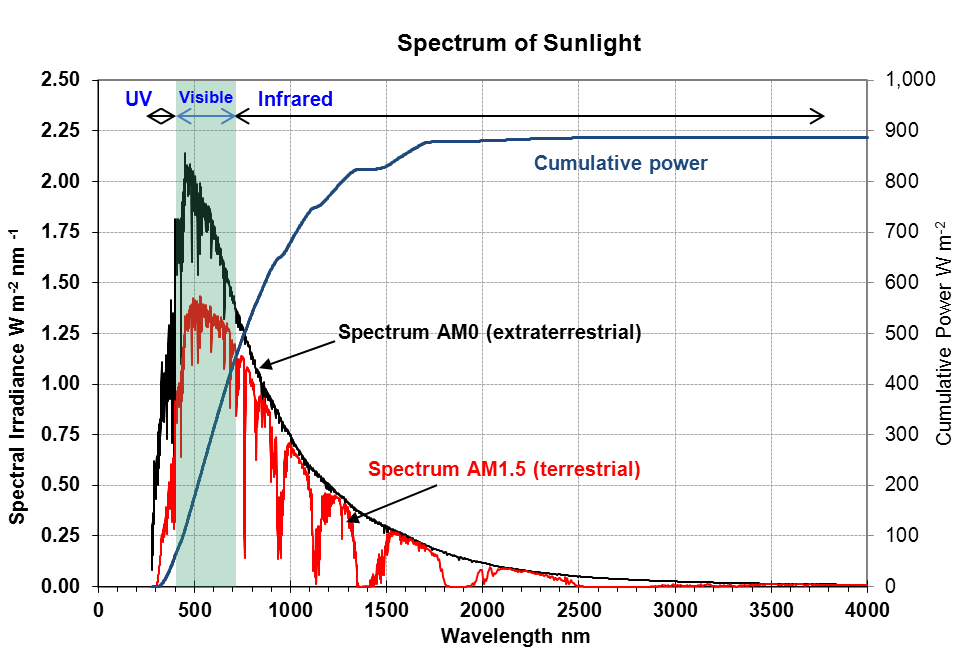 Spectrum of Sunlight
2.50
2.25
2.00
1.75
1.50
1.25
1.00
0.75
0.50
0.25
0.00
Spectral Irradiance W m-2 nm -1
UV
Visible
Infrared
Cumulative power
Spectrum AM0 (extraterrestrial)
Spectrum AM1.5 (terrestrial)
1,000
900
800
700
600
500
400
300
200
100
0
Cumulative Power W m-2
0 500 1000 1500 2000 2500 3000 3500 4000
Wavelength nm